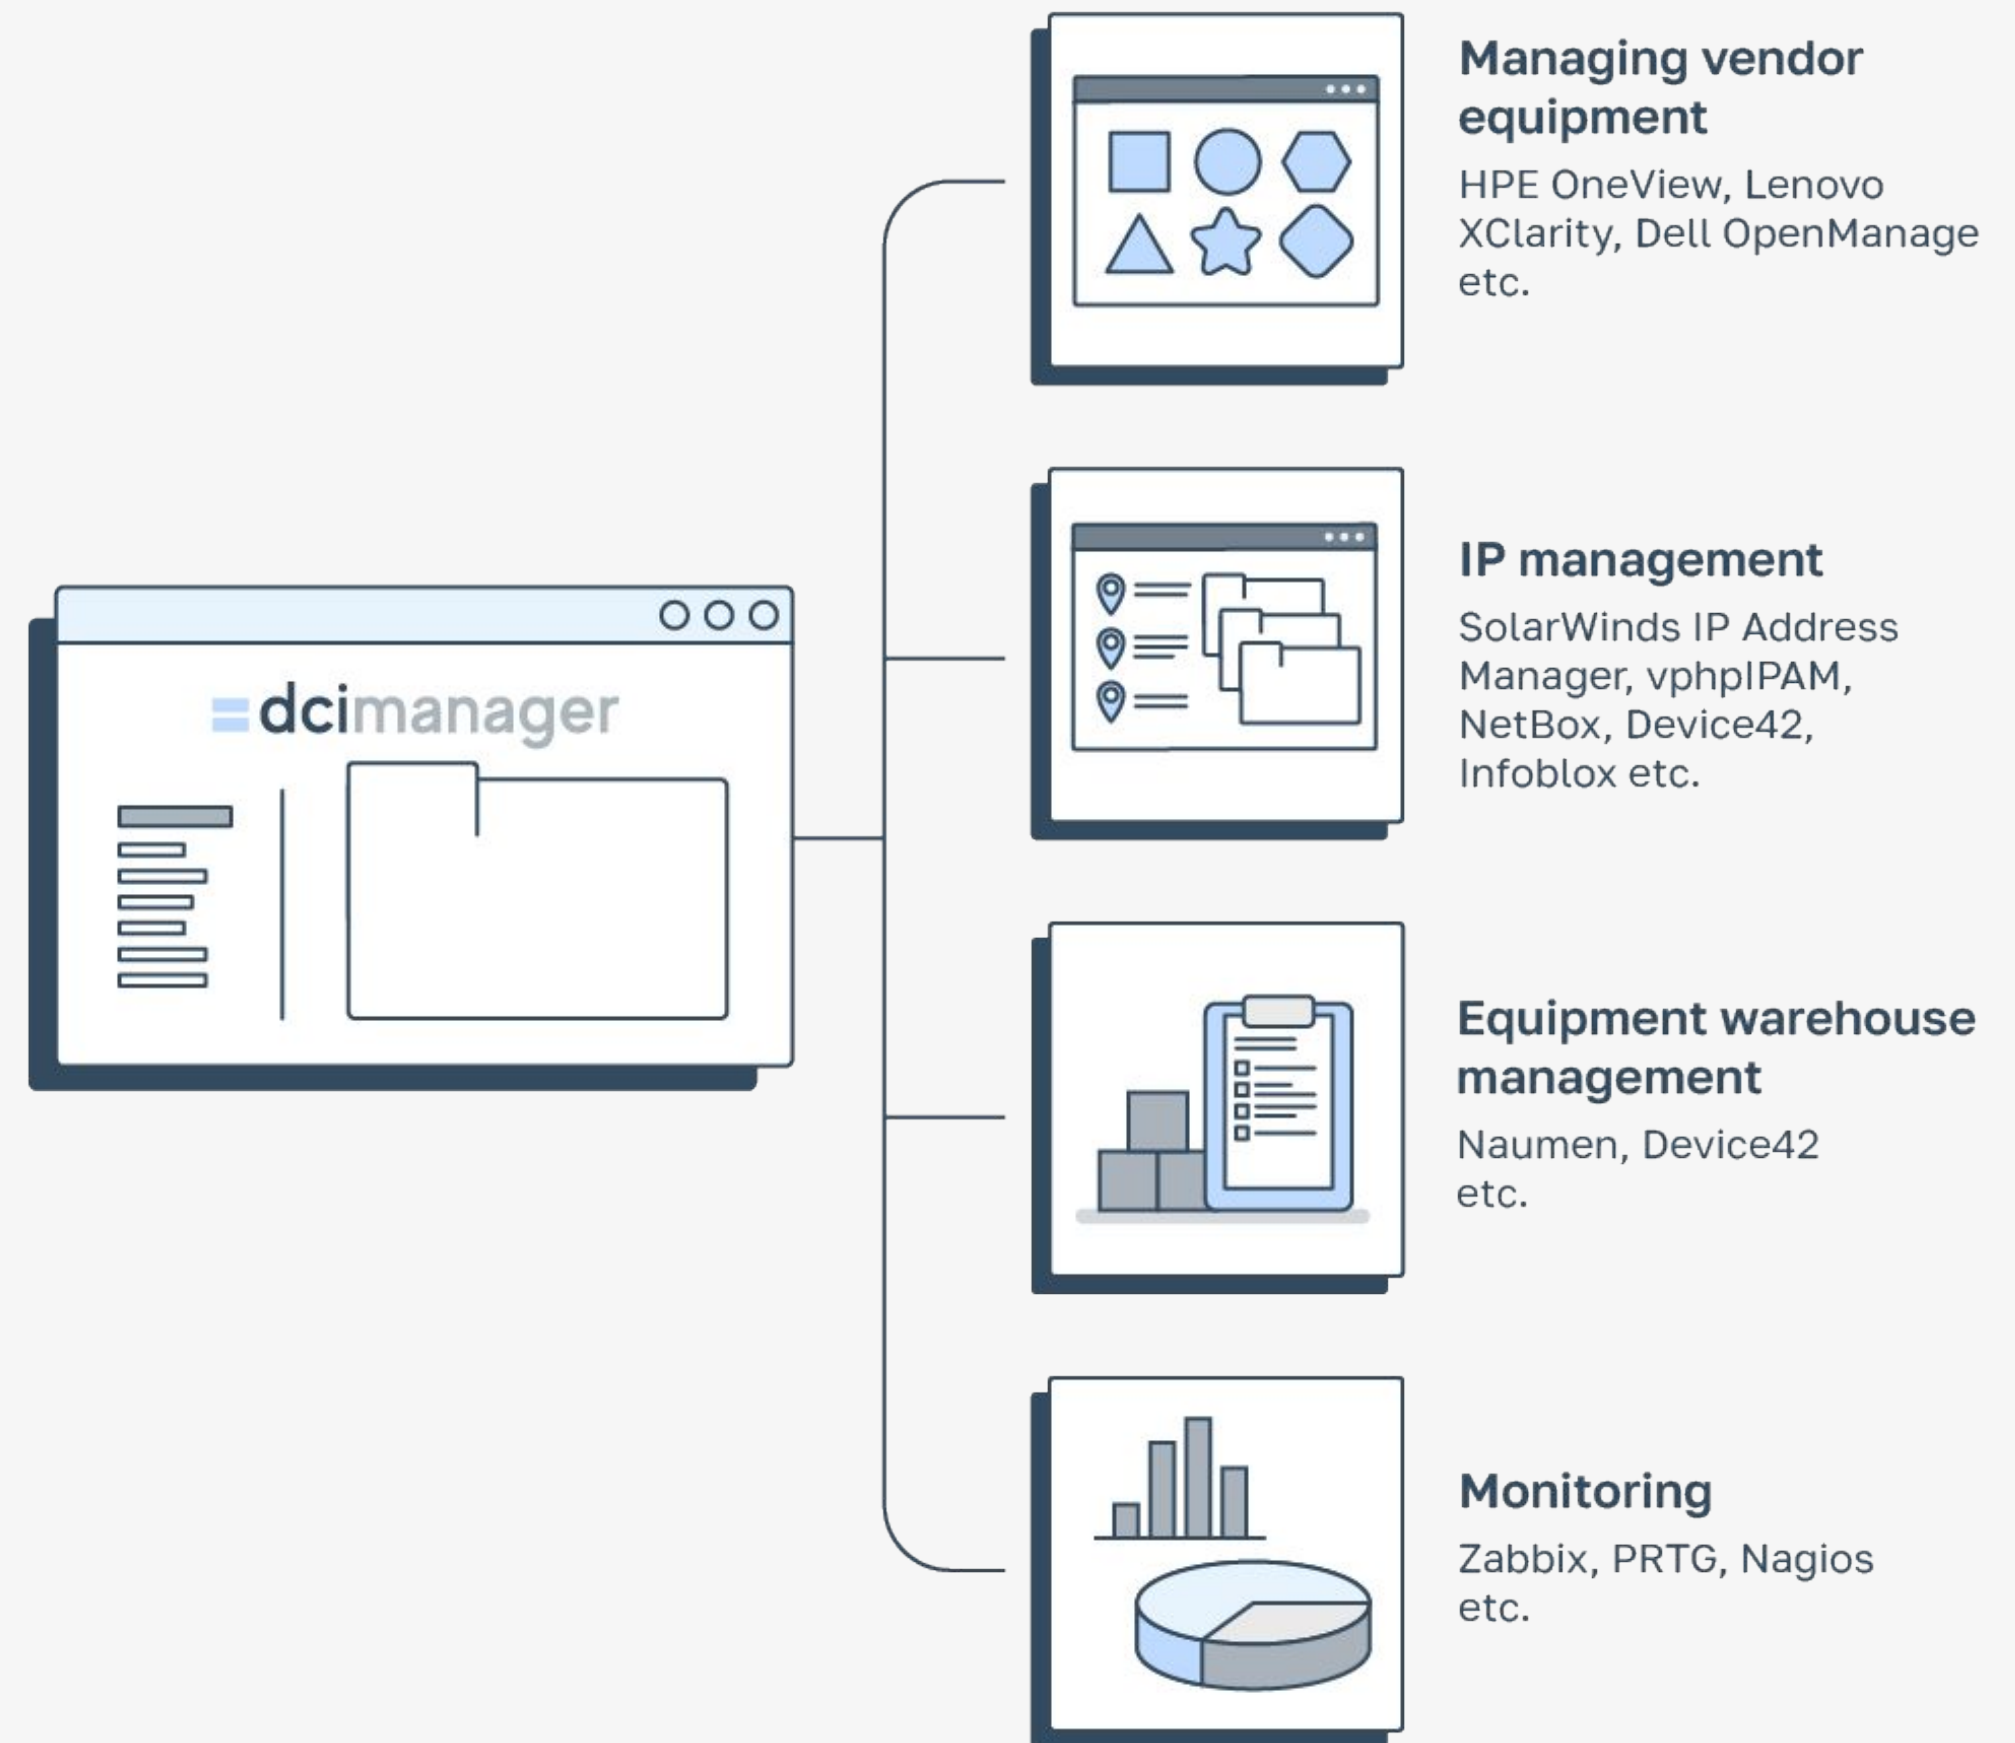 Managing vendor
equipment
HPE OneView, Lenovo
XClarity, Dell OpenManage
etc.
IP management
SolarWinds IP Address
Manager, vphpIPAM,
NetBox, Device42,
Infoblox etc.
dcimanager
Equipment warehouse
management
Naumen, Device42
etc.
Monitoring
Zabbix, PRTG, Nagios
etc.